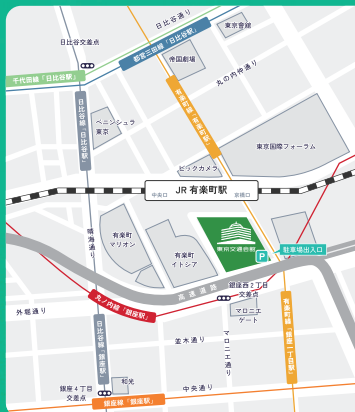 日比谷通り
東京會舘
日比谷交差点
都営三田線「日比谷駅」
帝国劇場
千代田線「日比谷駅」
丸の内仲通り
日比谷線「日比谷駅」
ペニンシュラ
東京
有楽町線「有楽町駅」
東京国際フォーラム
ビックカメラ
JR 有楽町駅
中央口
京橋口
晴海通り
有楽町
マリオン
有楽町
イトシア
東京交通会館
P
駐車場出入口
高速道路
銀座西2丁目
交差点
丸ノ内線「銀座駅」
マロニエ
ゲート
外堀通り
日比谷線「銀座駅」
並木通り
マロニエ通り
有楽町線「銀座一丁目駅」
和光
銀座4丁目
交差点
中央通り
銀座線「銀座駅」